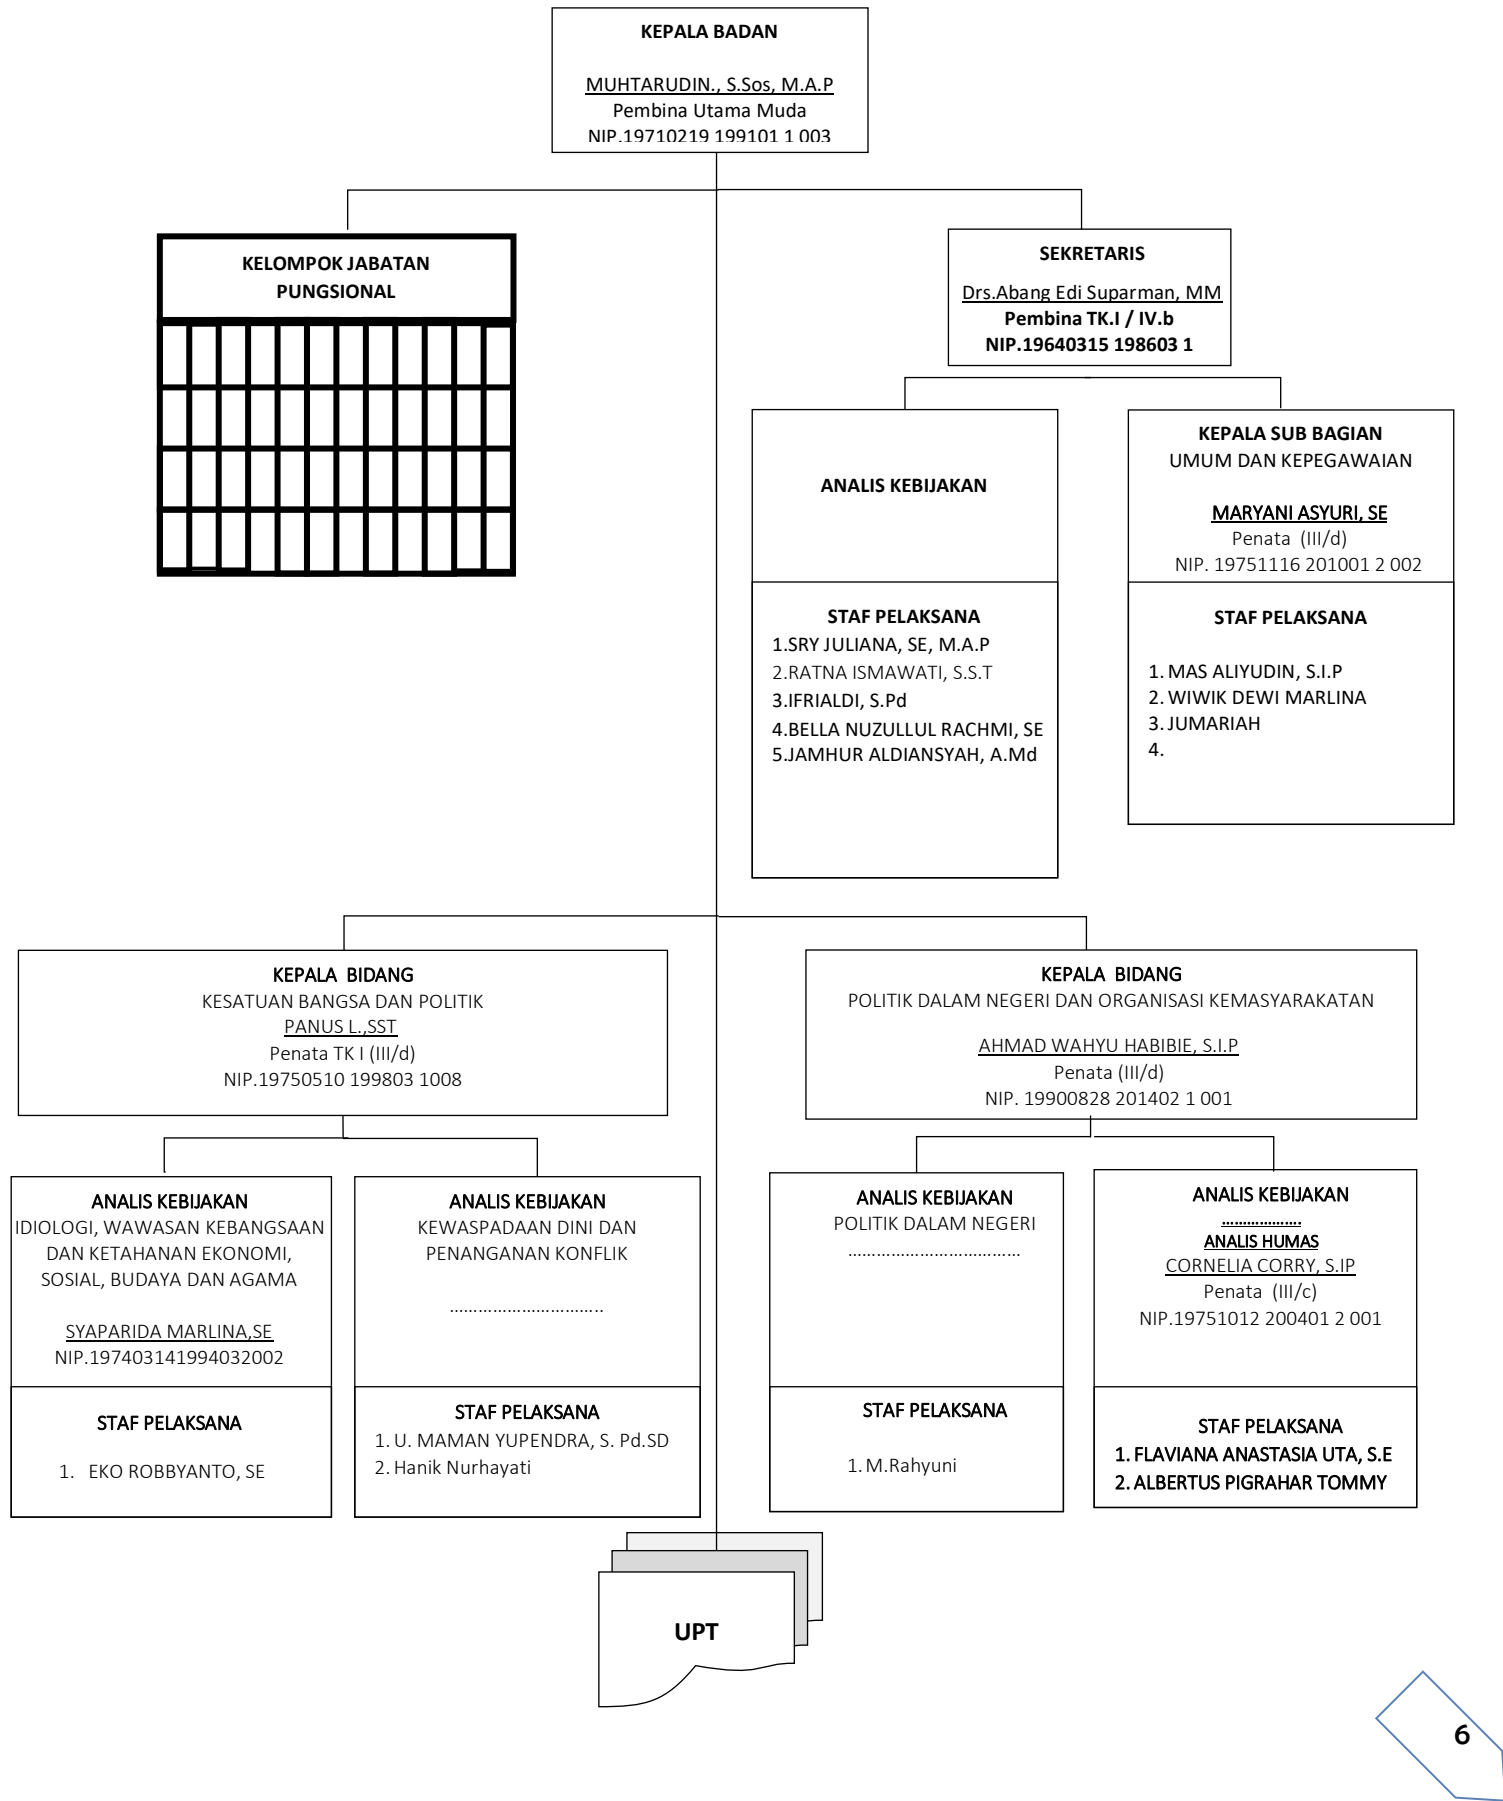 KEPALA BADAN
MUHTARUDIN., S.Sos, M.A.P
Pembina Utama Muda
NIP.19710219 199101 1 003
KELOMPOK JABATAN
PUNGSIONAL
SEKRETARIS
Drs.Abang Edi Suparman, MM
Pembina TK.I / IV.b
NIP.19640315 198603 1
ANALIS KEBIJAKAN
STAF PELAKSANA
1.SRY JULIANA, SE, M.A.P
2.RATNA ISMAWATI, S.S.T
3.IFRIALDI, S.Pd
4.BELLA NUZULLUL RACHMI, SE
5.JAMHUR ALDIANSYAH, A.Md
KEPALA SUB BAGIAN
UMUM DAN KEPEGAWAIAN
MARYANI ASYURI, SE
Penata (III/d)
NIP. 19751116 201001 2 002
STAF PELAKSANA
1. MAS ALIYUDIN, S.I.P
2. WIWIK DEWI MARLINA
3. JUMARIAH
4.
KEPALA BIDANG
KESATUAN BANGSA DAN POLITIK
PANUS L.,SST
Penata TK I (III/d)
NIP.19750510 199803 1008
KEPALA BIDANG
POLITIK DALAM NEGERI DAN ORGANISASI KEMASYARAKATAN
AHMAD WAHYU HABIBIE, S.I.P
Penata (III/d)
NIP. 19900828 201402 1 001
ANALIS KEBIJAKAN
IDIOLOGI, WAWASAN KEBANGSAAN
DAN KETAHANAN EKONOMI,
SOSIAL, BUDAYA DAN AGAMA
SYAPARIDA MARLINA,SE
NIP.197403141994032002
STAF PELAKSANA
1. EKO ROBBYANTO, SE
ANALIS KEBIJAKAN
KEWASPADAAN DINI DAN
PENANGANAN KONFLIK
…………………………..
STAF PELAKSANA
1. U. MAMAN YUPENDRA, S. Pd.SD
2. Hanik Nurhayati
ANALIS KEBIJAKAN
POLITIK DALAM NEGERI
………………………………
STAF PELAKSANA
1. M.Rahyuni
ANALIS KEBIJAKAN
………………..
ANALIS HUMAS
CORNELIA CORRY, S.IP
Penata (III/c)
NIP.19751012 200401 2 001
STAF PELAKSANA
1. FLAVIANA ANASTASIA UTA, S.E
2. ALBERTUS PIGRAHAR TOMMY
UPT
6